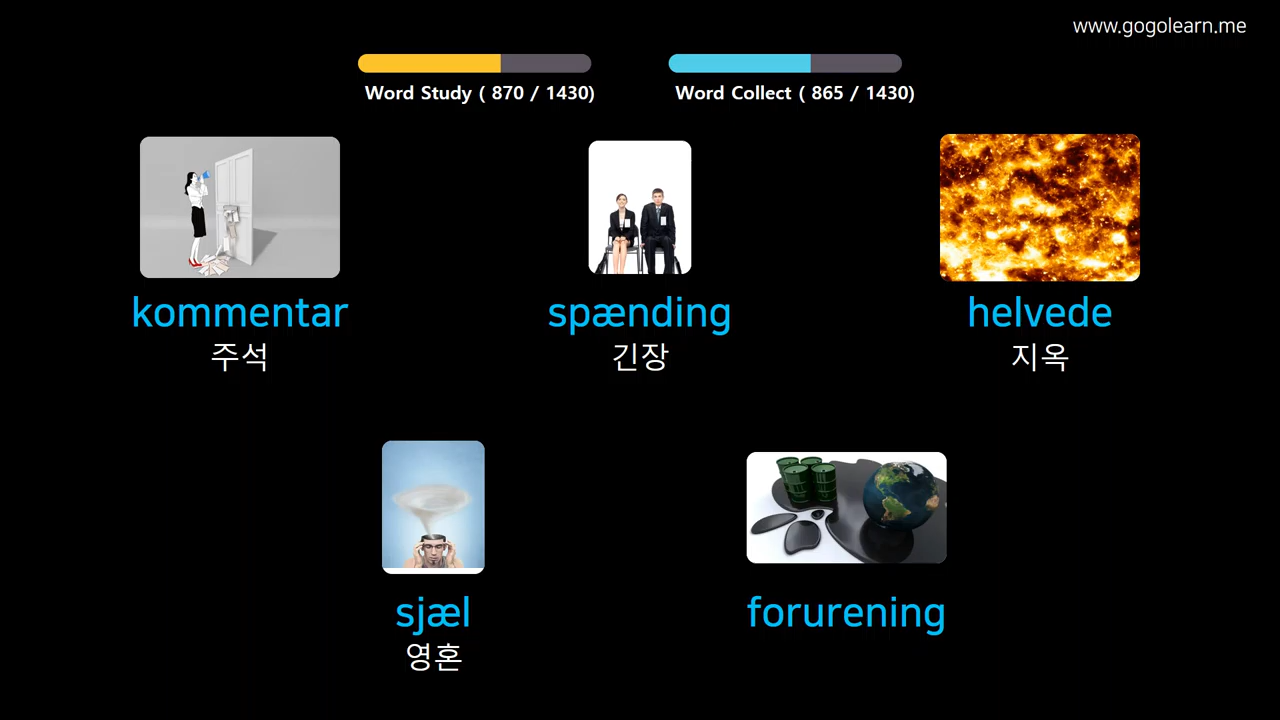 www.gogolearn.me
Word Study ( 870 / 1430)
Word Collect ( 865 / 1430)
kommentar
주석
spænding
긴장
helvede
지옥
sjæl
영혼
forurening